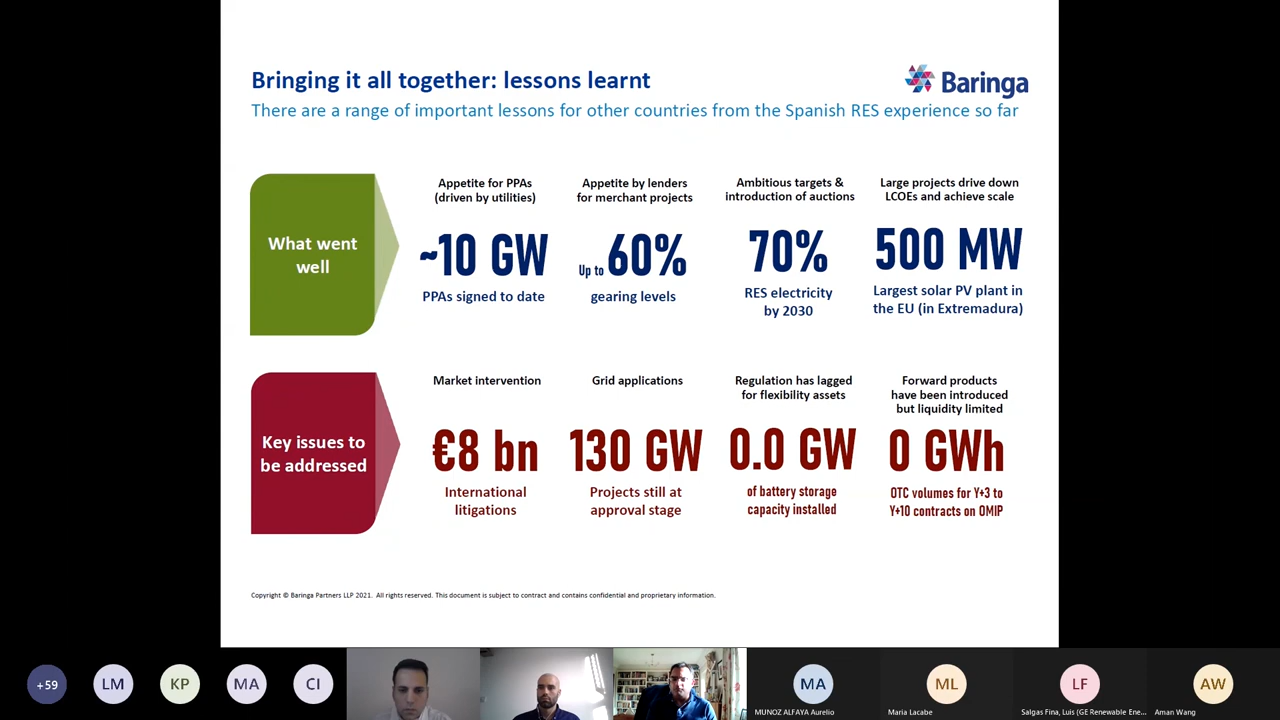 Bringing it all together: lessons learnt
Baringa
There are a range of important lessons for other countries from the Spanish RES experience so far
What went
well
Appetite for PPAs
(driven by utilities)
~10 GW
PPAs signed to date
Appetite by lenders
for merchant projects
Up to 60%
gearing levels
Ambitious targets &
introduction of auctions
70%
RES electricity
by 2030
Large projects drive down
LCOEs and achieve scale
500 MW
Largest solar PV plant in
the EU (in Extremadura)
Key issues to
be addressed
Market intervention
€8 bn
International
litigations
Grid applications
130 GW
Projects still at
approval stage
Regulation has lagged
for flexibility assets
0.0 GW
of battery storage
capacity installed
Forward products
have been introduced
but liquidity limited
0 GWh
OTC volumes for Y+3 to
Y+10 contracts on OMIP
Copyright © Baringa Partners LLP 2021. All rights reserved. This document is subject to contract and contains confidential and proprietary information.
+59
LM
KP
MA
CI
MA
MUNOZ ALFAYA Aurelio
ML
Maria Lacabe
LF
Salgas Fina, Luis (GE Renewable Ene...
AW
Aman Wang